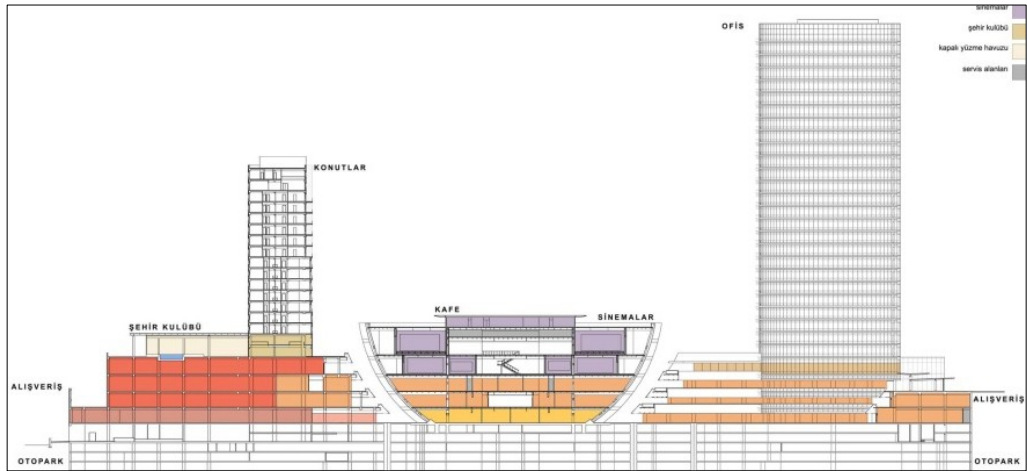 sinemalar
OFİS
şehir kulübü
kapalı yüzme havuzu
servis alanları
KONUTLAR
KAFE
SİNEMALAR
ŞEHİR KULÜBÜ
ALIŞVERİŞ
ALIŞVERİŞ
OTOPARK
OTOPARK